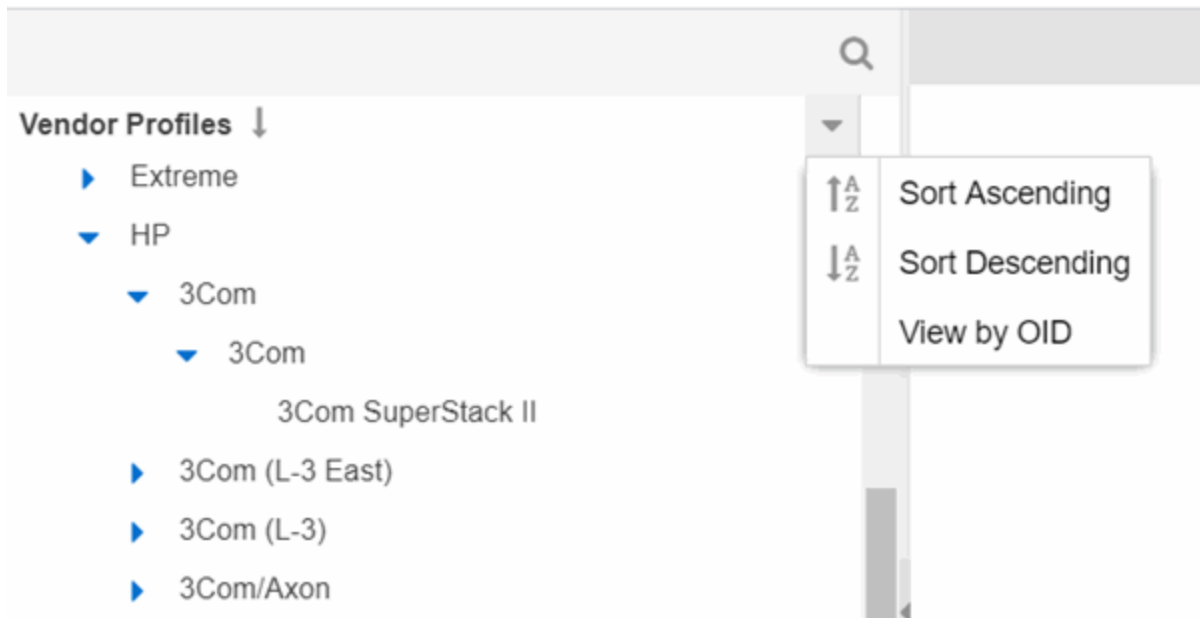 Vendor Profiles
Extreme
HP
3Com
3Com
3Com SuperStack II
3Com (L-3 East)
3Com (L-3)
3Com/Axon
A
Z
Sort Ascending
A
Z
Sort Descending
View by OID